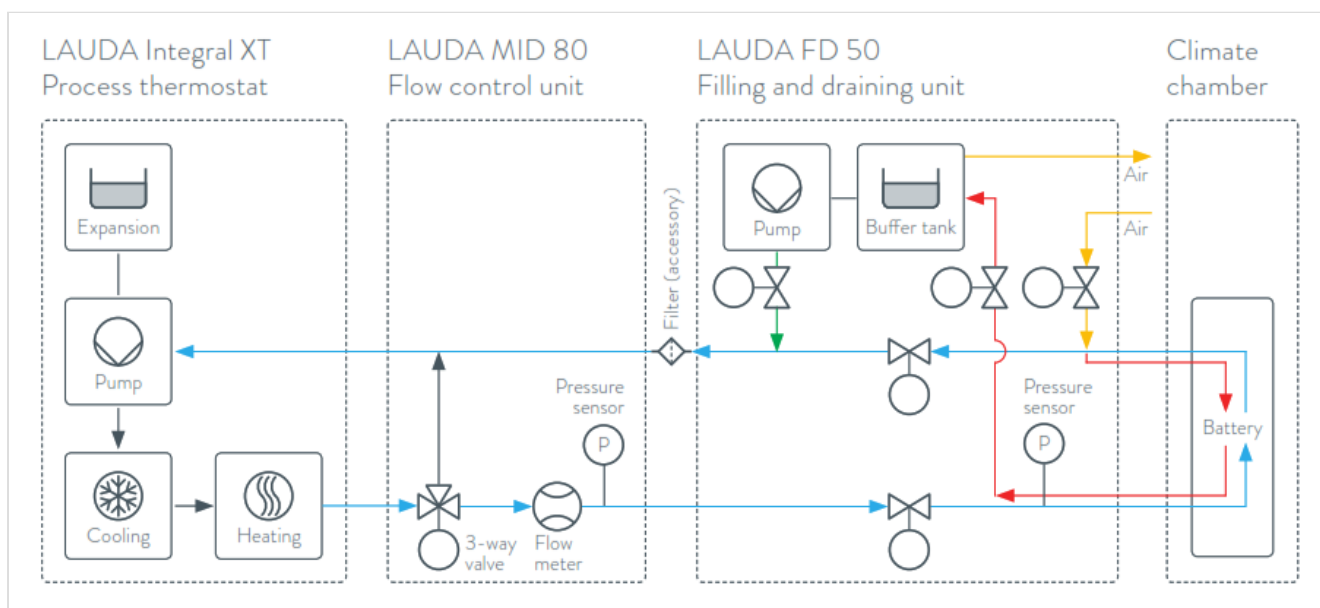 LAUDA Integral XT
Process thermostat
LAUDA MID 80
Flow control unit
LAUDA FD 50
Filling and draining unit
Climate
chamber
Expansion
Pump
Cooling
Heating
3-way
valve
Flow
meter
Pressure
sensor
P
Filter (accessory)
Pump
Buffer tank
Air
Air
Pressure
sensor
P
Battery